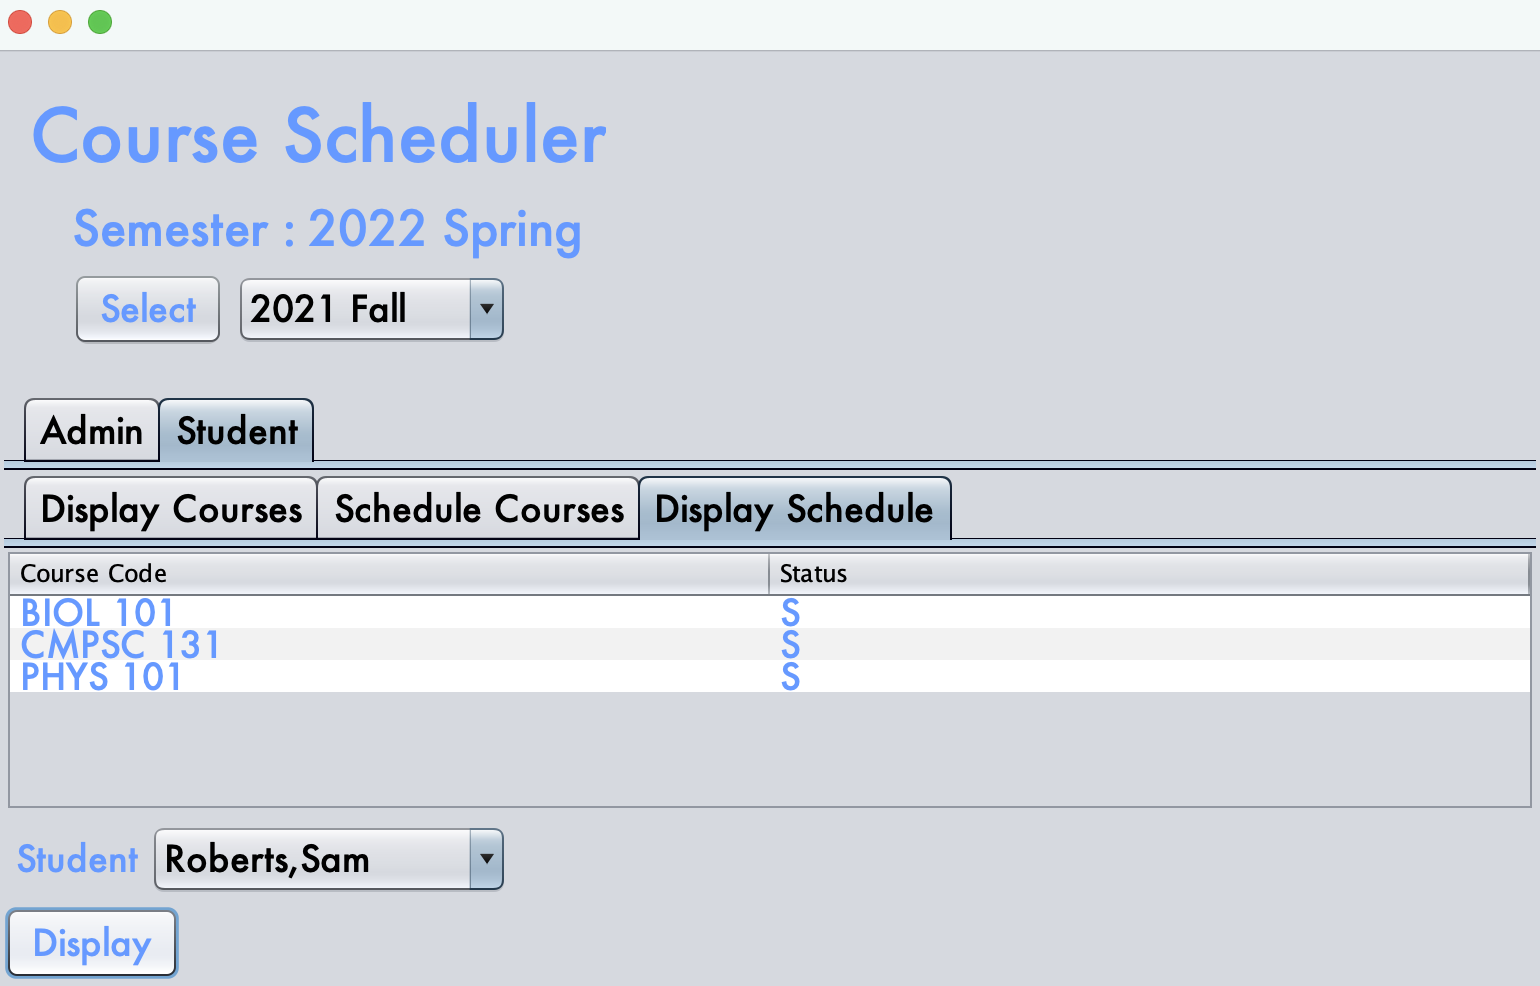 Course Scheduler
Semester : 2022 Spring
Select 2021 Fall
Admin Student
Display Courses Schedule Courses Display Schedule
Course Code Status
BIOL 101 S
CMPSC 131 S
PHYS 101 S
Student Roberts,Sam
Display